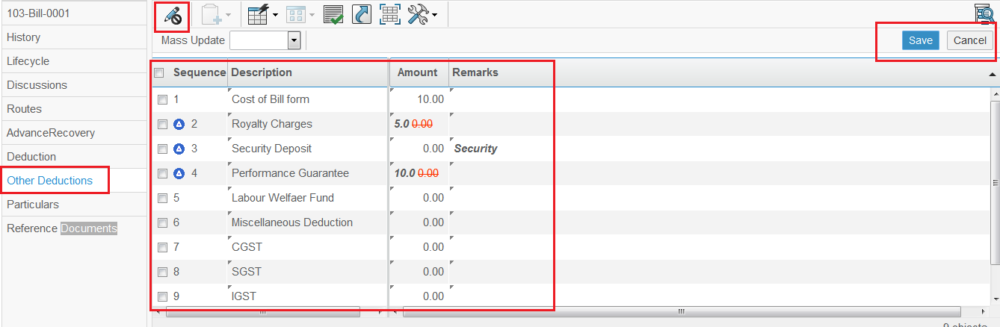 103-Bill-0001
History
Lifecycle
Discussions
Routes
AdvanceRecovery
Deduction
Other Deductions
Particulars
Reference Documents
Mass Update
Save Cancel
Sequence Description Amount Remarks
1 Cost of Bill form 10.00
2 Royalty Charges 5.0 0.00
3 Security Deposit 0.00 Security
4 Performance Guarantee 10.0 0.00
5 Labour Welfaer Fund 0.00
6 Miscellaneous Deduction 0.00
7 CGST 0.00
8 SGST 0.00
9 IGST 0.00
9 objects